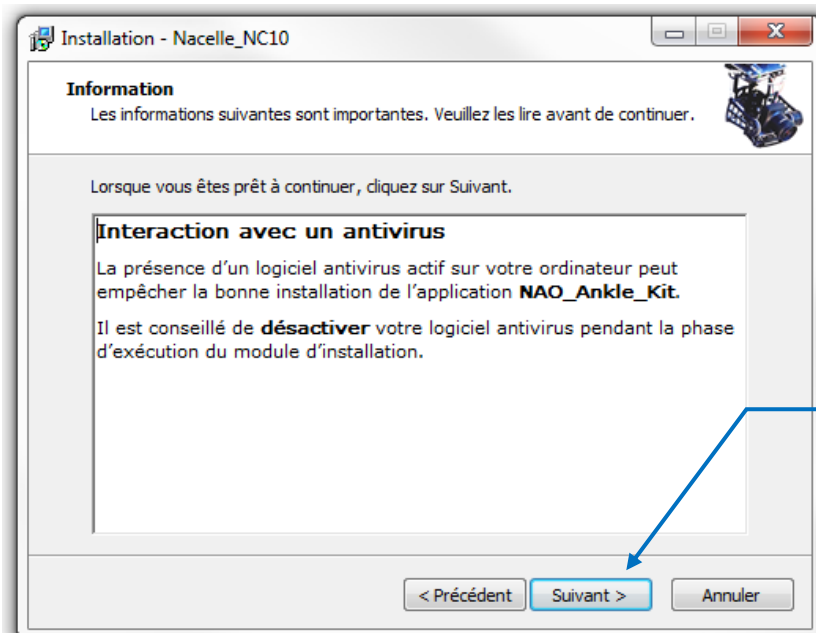 Installation - Nacelle_NC10
Information
Les informations suivantes sont importantes. Veuillez les lire avant de continuer.
Lorsque vous êtes prêt à continuer, cliquez sur Suivant.
Interaction avec un antivirus
La présence d’un logiciel antivirus actif sur votre ordinateur peut
empêcher la bonne installation de l’application NAO_Ankle_Kit.
Il est conseillé de désactiver votre logiciel antivirus pendant la phase
d’exécution du module d’installation.
< Précédent Suivant > Annuler